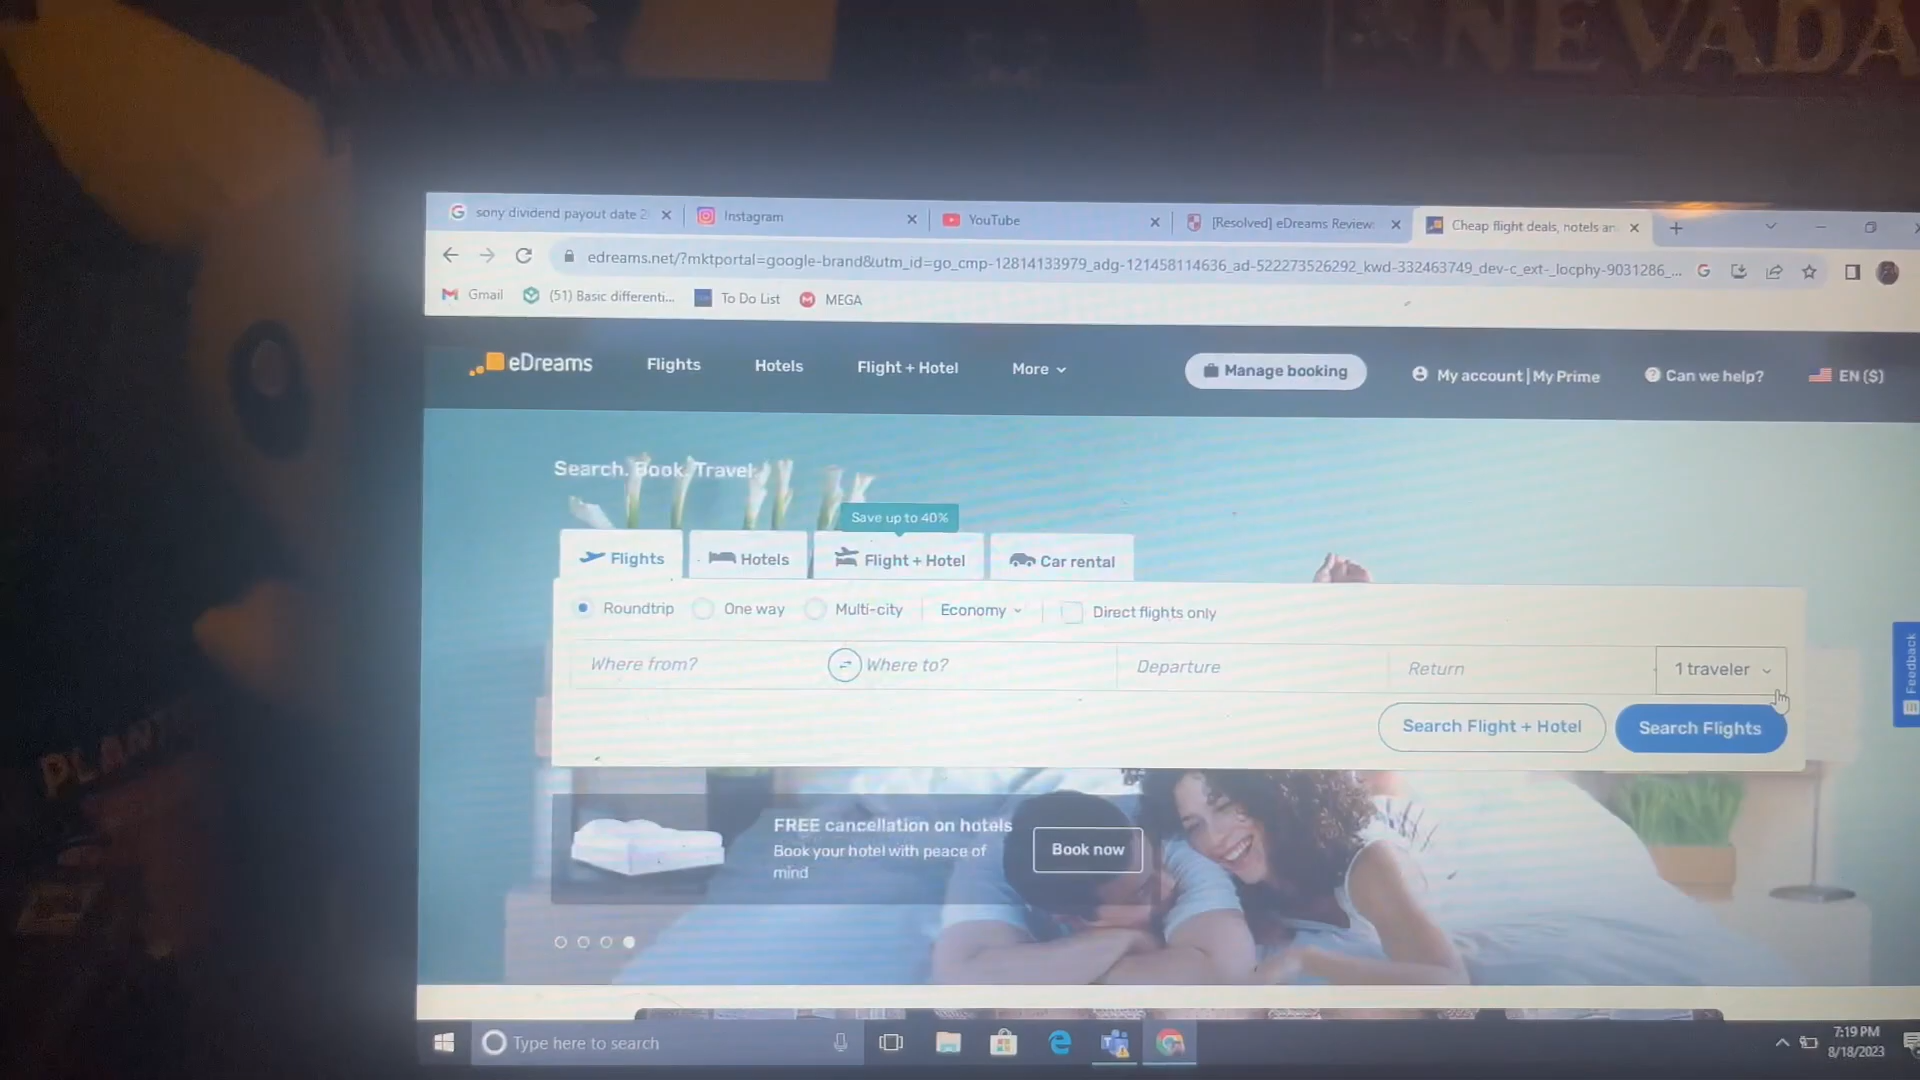 NEVADA
sony dividend payout date 2
Instagram
YouTube
[Resolved] eDreams Review
Cheap flight deals, hotels an
edreams.net/?mktportal=google-brand&utm_id=go_cmp-12814133979_adg-121458114636_ad-522273526292_kwd-332463749_dev-c_ext-_locphy-9031286_...
Gmail
(51) Basic differenti...
To Do List
MEGA
eDreams
Flights
Hotels
Flight + Hotel
More
Manage booking
My account | My Prime
Can we help?
EN ($)
Search. Book. Travel
Save up to 40%
Flights
Hotels
Flight + Hotel
Car rental
Roundtrip
One way
Multi-city
Economy
Direct flights only
Where from?
Where to?
Departure
Return
1 traveler
Feedback
Search Flight + Hotel
Search Flights
PLAN
FREE cancellation on hotels
Book your hotel with peace of
mind
Book now
Type here to search
7:19 PM
8/18/2023